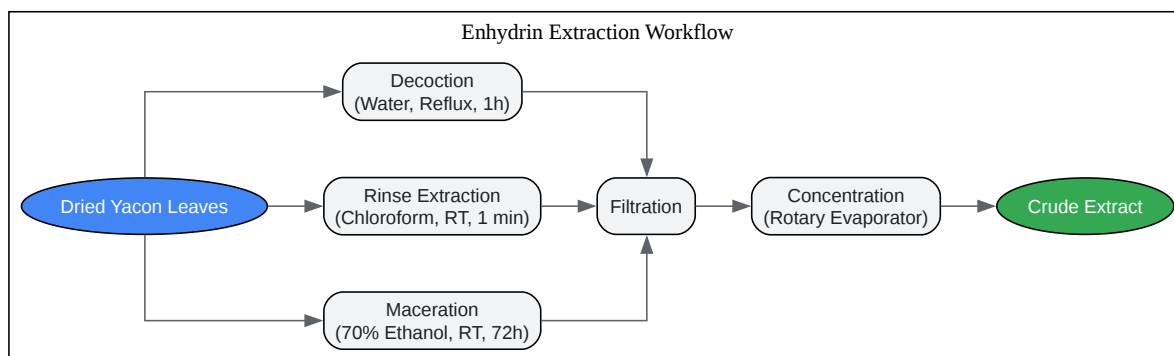 Enhydrin Extraction Workflow
Decoction
(Water, Reflux, 1h)
Dried Yacon Leaves
Rinse Extraction
(Chloroform, RT, 1 min)
Filtration
Concentration
(Rotary Evaporator)
Crude Extract
Maceration
(70% Ethanol, RT, 72h)